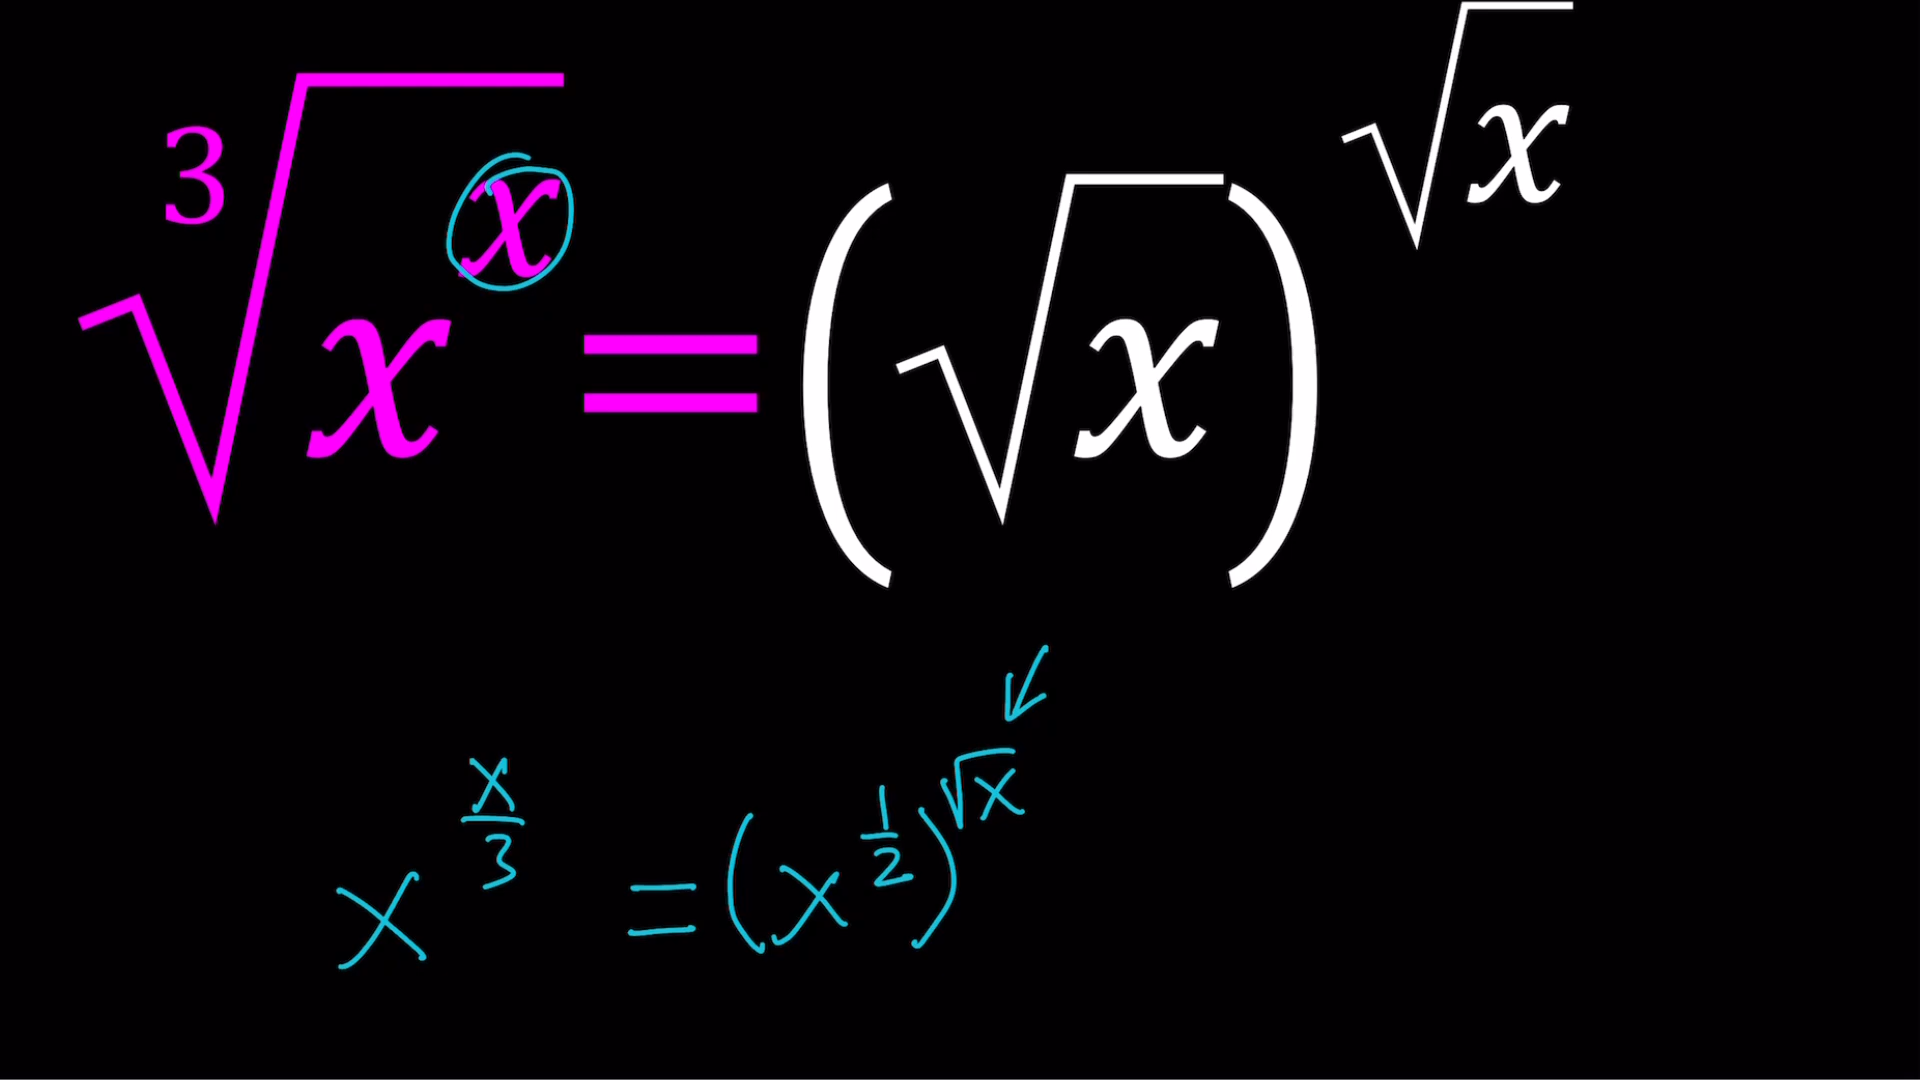 ∛(x^x) = (√x)^√x
x^(x/3) = (x^(1/2))^√x